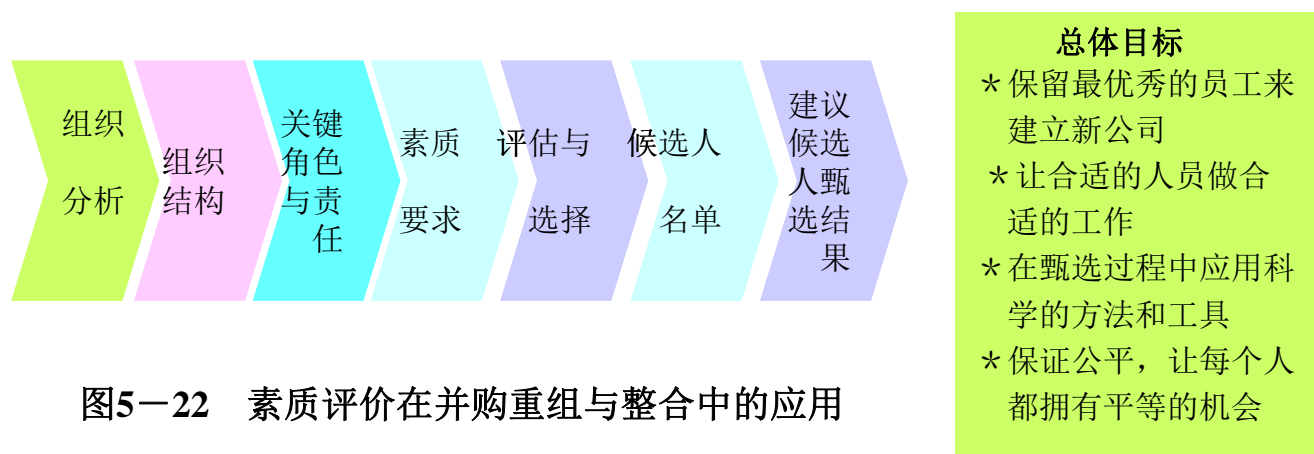 组织
分析
组织
结构
关键
角色
与责
任
素质
要求
评估与
选择
候选人
名单
建议
候选
人甄
选结
果
总体目标
＊保留最优秀的员工来
建立新公司
＊让合适的人员做合
适的工作
＊在甄选过程中应用科
学的方法和工具
＊保证公平，让每个人
都拥有平等的机会
图5－22　素质评价在并购重组与整合中的应用